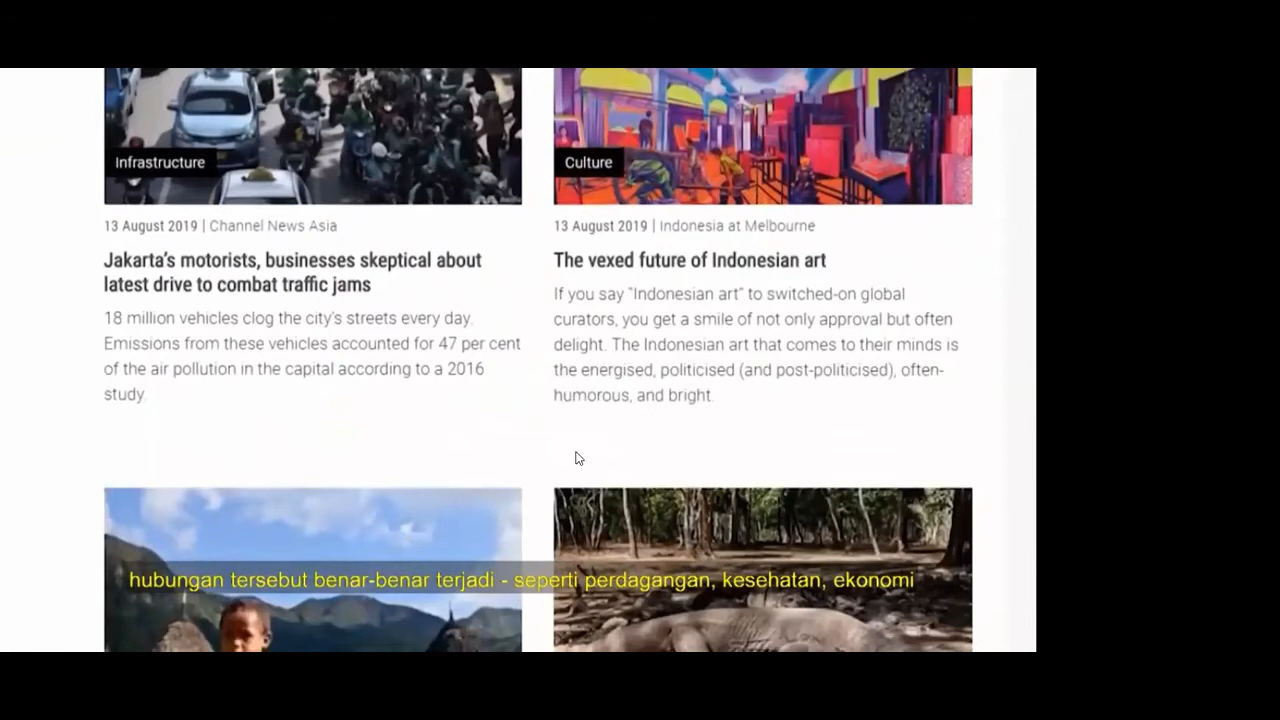 Infrastructure
13 August 2019 | Channel News Asia
Jakarta's motorists, businesses skeptical about
latest drive to combat traffic jams
18 million vehicles clog the city's streets every day.
Emissions from these vehicles accounted for 47 per cent
of the air pollution in the capital according to a 2016
study.
Culture
13 August 2019 | Indonesia at Melbourne
The vexed future of Indonesian art
If you say "Indonesian art" to switched-on global
curators, you get a smile of not only approval but often
delight. The Indonesian art that comes to their minds is
the energised, politicised (and post-politicised), often-
humorous, and bright.
hubungan tersebut benar-benar terjadi - seperti perdagangan, kesehatan, ekonomi